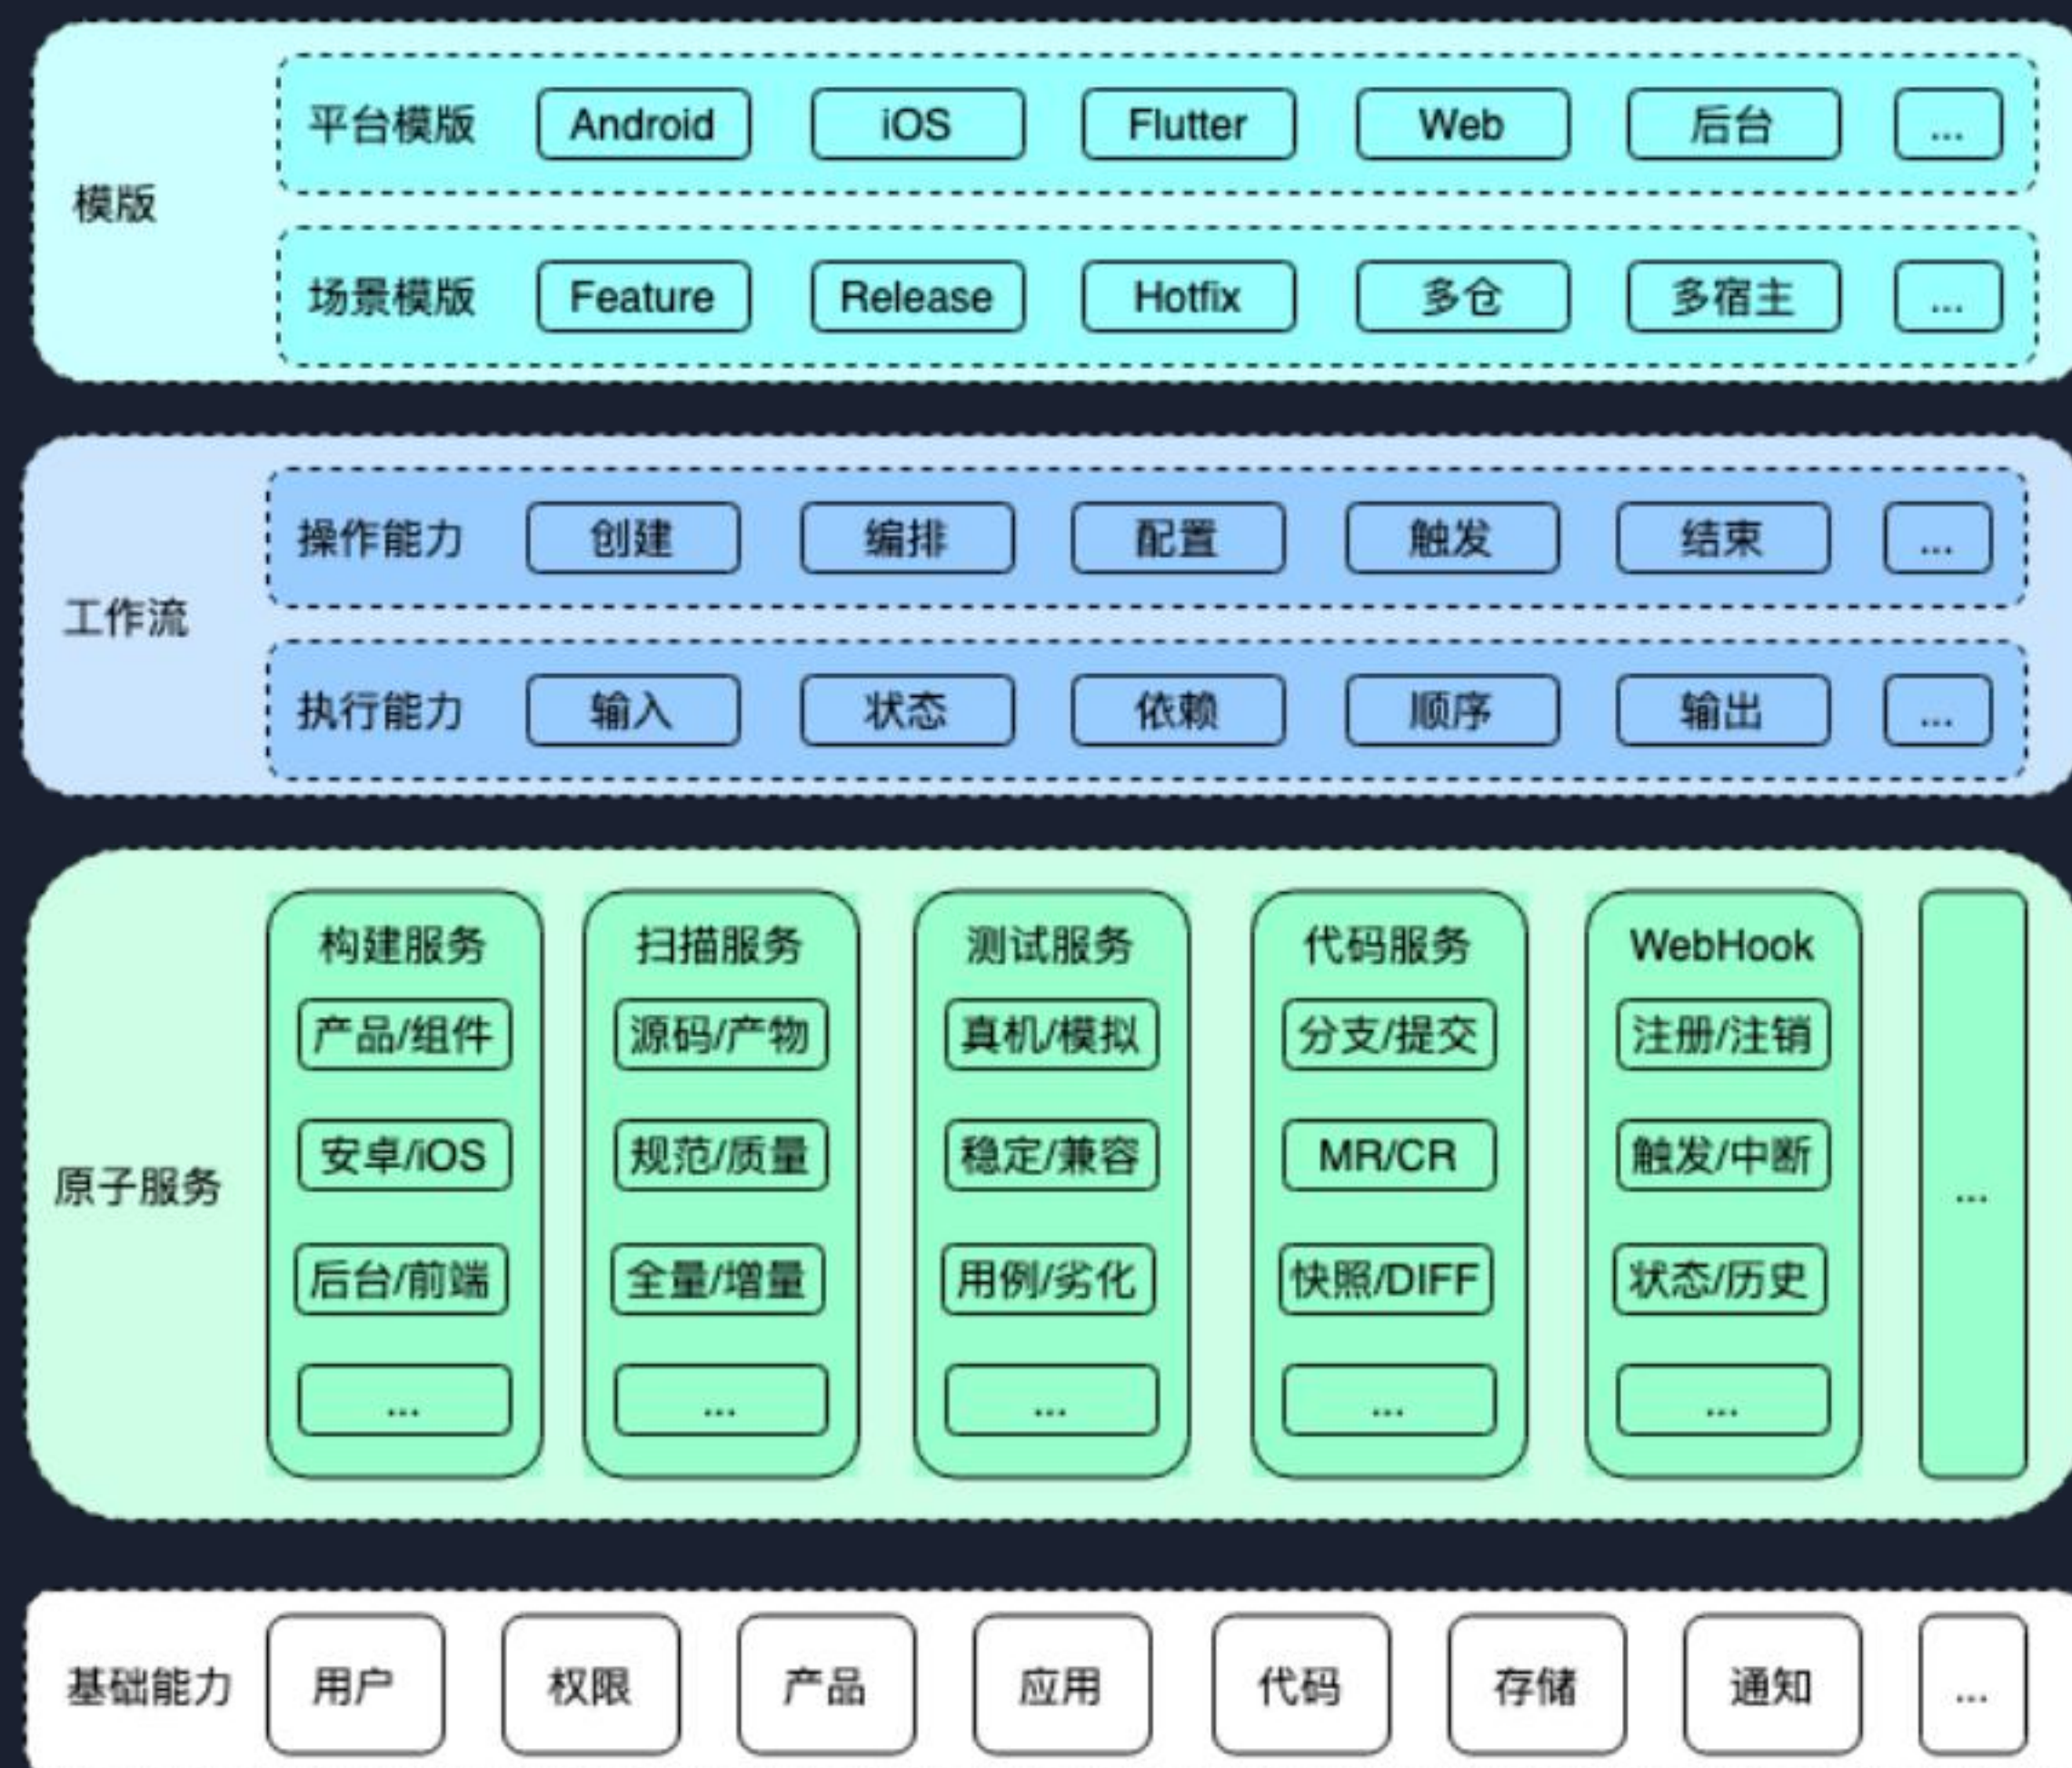 模版
平台模版 Android iOS Flutter Web 后台 ...
场景模版 Feature Release Hotfix 多仓 多宿主 ...
工作流
操作能力 创建 编排 配置 触发 结束 ...
执行能力 输入 状态 依赖 顺序 输出 ...
原子服务
构建服务
产品/组件
安卓/iOS
后台/前端
...
扫描服务
源码/产物
规范/质量
全量/增量
...
测试服务
真机/模拟
稳定/兼容
用例/劣化
...
代码服务
分支/提交
MR/CR
快照/DIFF
...
WebHook
注册/注销
触发/中断
状态/历史
...
...
基础能力 用户 权限 产品 应用 代码 存储 通知 ...